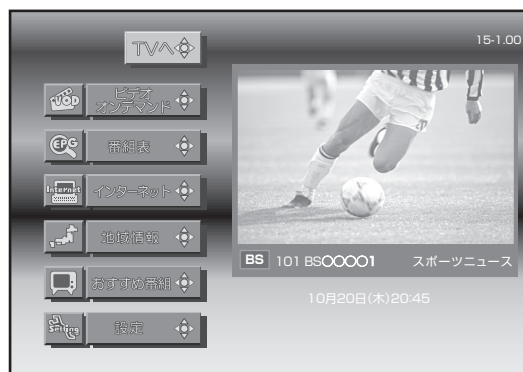 TVへ
15-1.00
VOD
ビデオ
オンデマンド
EPG
番組表
Internet
インターネット
地域情報
おすすめ番組
Setting
設定
BS 101 BS○○○○1 スポーツニュース
10月20日(木)20:45